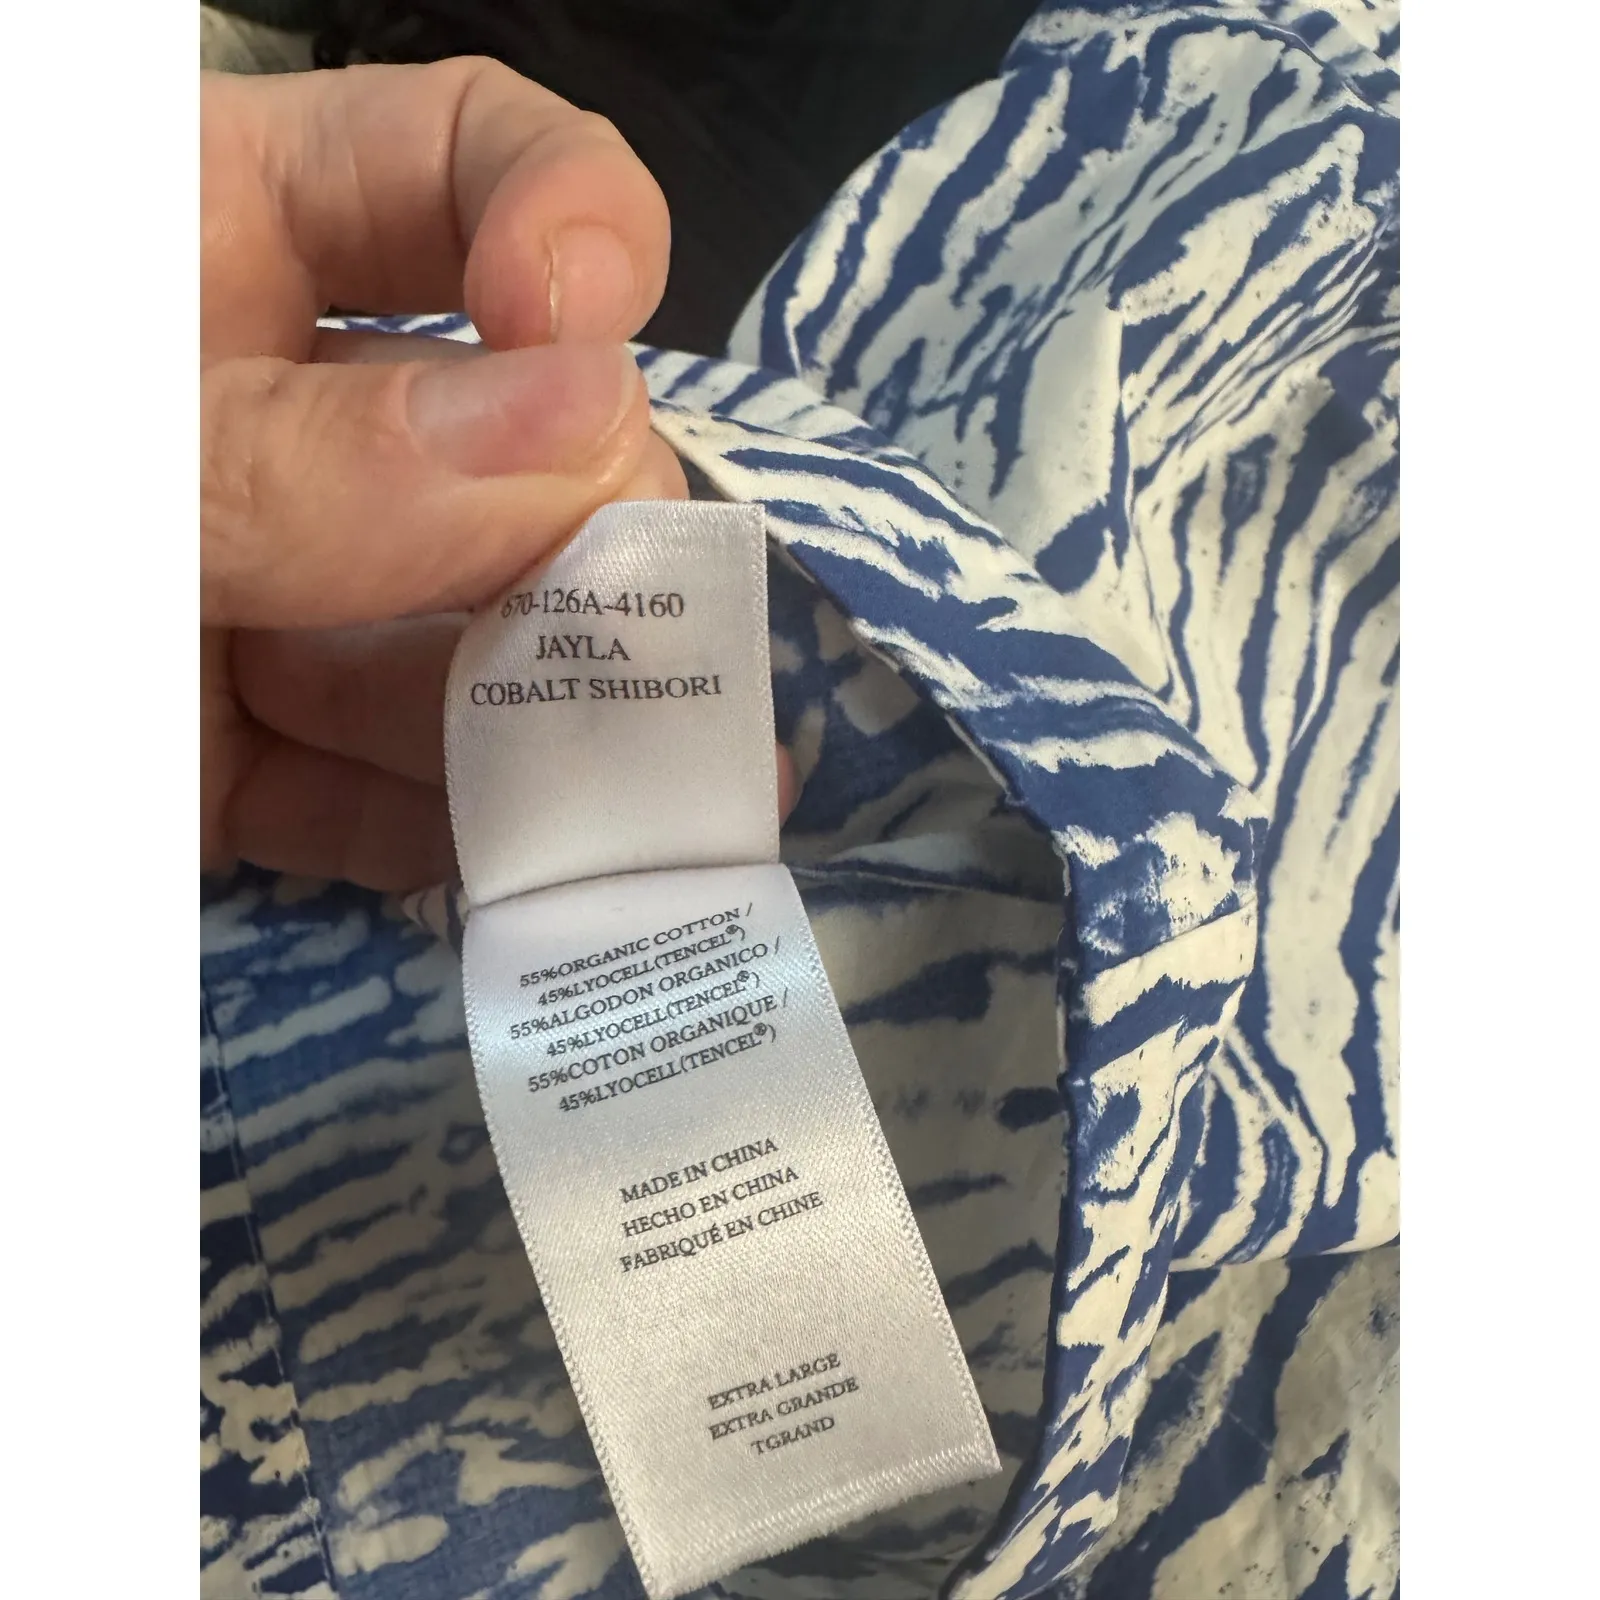 670-126A-4160
JAYLA
COBALT SHIBORI
55%ORGANIC COTTON /
45%LYOCELL(TENCEL®)
55%ALGODON ORGANICO /
45%LYOCELL(TENCEL®)
55%COTON ORGANIQUE /
45%LYOCELL(TENCEL®)
MADE IN CHINA
HECHO EN CHINA
FABRIQUÉ EN CHINE
EXTRA LARGE
EXTRA GRANDE
TGRAND